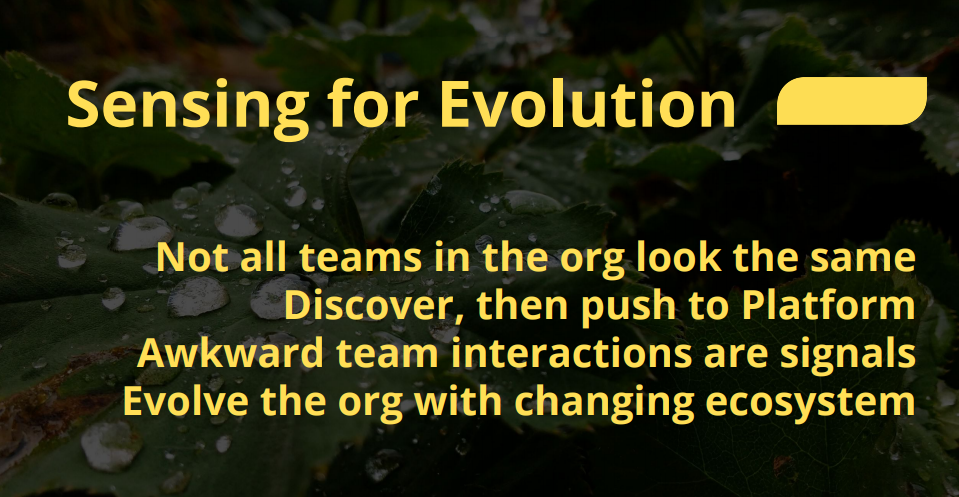 Sensing for Evolution
Not all teams in the org look the same
Discover, then push to Platform
Awkward team interactions are signals
Evolve the org with changing ecosystem